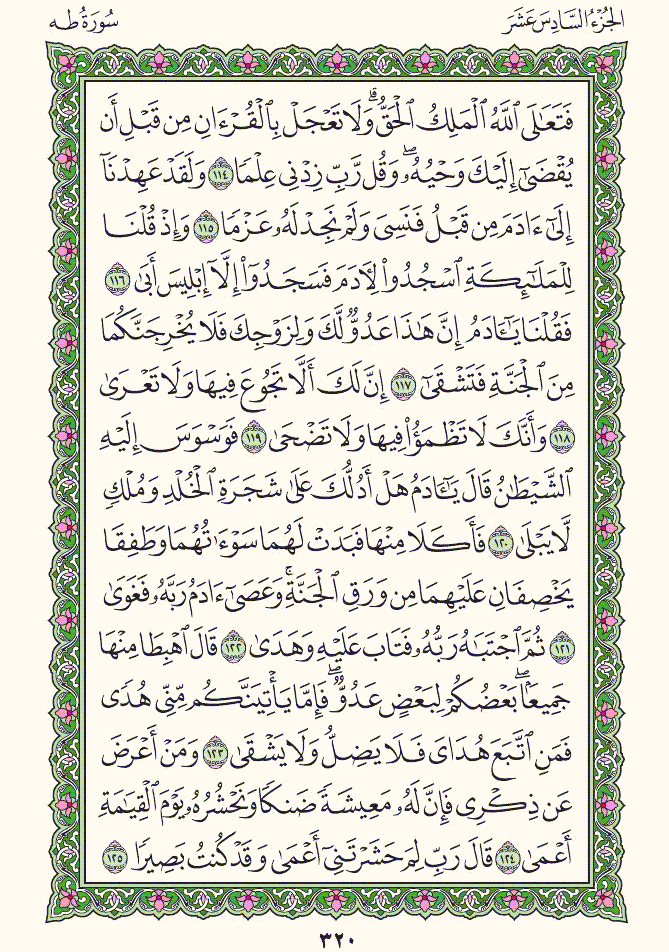 الجُزْءُ السَّادِسَ عَشَرَ
سُورَةُ طه
فَتَعَٰلَى ٱللَّهُ ٱلْمَلِكُ ٱلْحَقُّ ۗ وَلَا تَعْجَلْ بِٱلْقُرْءَانِ مِن قَبْلِ أَن
يُقْضَىٰٓ إِلَيْكَ وَحْيُهُۥ ۖ وَقُل رَّبِّ زِدْنِى عِلْمًا ١١٤ وَلَقَدْ عَهِدْنَآ
إِلَىٰٓ ءَادَمَ مِن قَبْلُ فَنَسِىَ وَلَمْ نَجِدْ لَهُۥ عَزْمًا ١١٥ وَإِذْ قُلْنَا
لِلْمَلَٰٓئِكَةِ ٱسْجُدُوا۟ لِءَادَمَ فَسَجَدُوٓا۟ إِلَّآ إِبْلِيسَ أَبَىٰ ١١٦
فَقُلْنَا يَٰٓـَٔادَمُ إِنَّ هَٰذَا عَدُوٌّ لَّكَ وَلِزَوْجِكَ فَلَا يُخْرِجَنَّكُمَا
مِنَ ٱلْجَنَّةِ فَتَشْقَىٰٓ ١١٧ إِنَّ لَكَ أَلَّا تَجُوعَ فِيهَا وَلَا تَعْرَىٰ
١١٨ وَأَنَّكَ لَا تَظْمَؤُا۟ فِيهَا وَلَا تَضْحَىٰ ١١٩ فَوَسْوَسَ إِلَيْهِ
ٱلشَّيْطَٰنُ قَالَ يَٰٓـَٔادَمُ هَلْ أَدُلُّكَ عَلَىٰ شَجَرَةِ ٱلْخُلْدِ وَمُلْكٍ
لَّا يَبْلَىٰ ١٢٠ فَأَكَلَا مِنْهَا فَبَدَتْ لَهُمَا سَوْءَٰتُهُمَا وَطَفِقَا
يَخْصِفَانِ عَلَيْهِمَا مِن وَرَقِ ٱلْجَنَّةِ ۚ وَعَصَىٰٓ ءَادَمُ رَبَّهُۥ فَغَوَىٰ
١٢١ ثُمَّ ٱجْتَبَٰهُ رَبُّهُۥ فَتَابَ عَلَيْهِ وَهَدَىٰ ١٢٢ قَالَ ٱهْبِطَا مِنْهَا
جَمِيعًۢا ۖ بَعْضُكُمْ لِبَعْضٍ عَدُوٌّ ۖ فَإِمَّا يَأْتِيَنَّكُم مِّنِّى هُدًى
فَمَنِ ٱتَّبَعَ هُدَاىَ فَلَا يَضِلُّ وَلَا يَشْقَىٰ ١٢٣ وَمَنْ أَعْرَضَ
عَن ذِكْرِى فَإِنَّ لَهُۥ مَعِيشَةً ضَنكًا وَنَحْشُرُهُۥ يَوْمَ ٱلْقِيَٰمَةِ
أَعْمَىٰ ١٢٤ قَالَ رَبِّ لِمَ حَشَرْتَنِىٓ أَعْمَىٰ وَقَدْ كُنتُ بَصِيرًا ١٢٥
٣٢٠